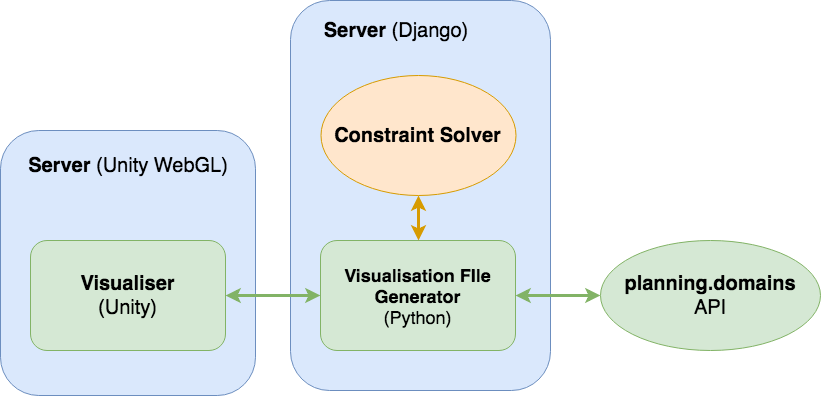 Server (Django)
Constraint Solver
Server (Unity WebGL)
Visualiser
(Unity)
Visualisation FIle
Generator
(Python)
planning.domains
API